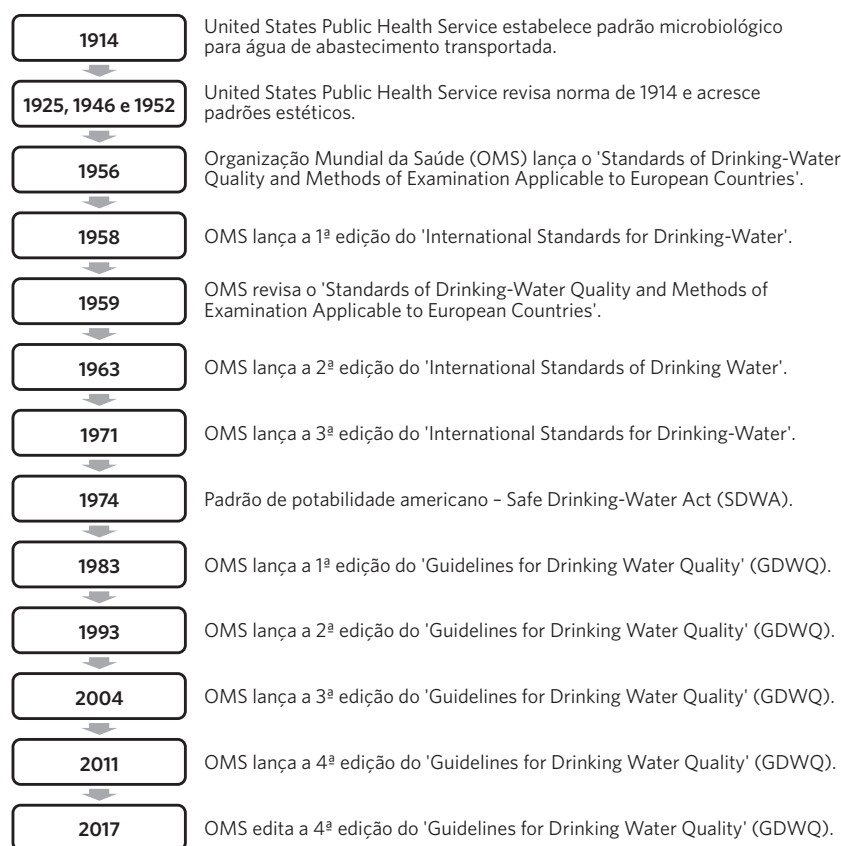 1914
United States Public Health Service estabelece padrão microbiológico
para água de abastecimento transportada.
1925, 1946 e 1952
United States Public Health Service revisa norma de 1914 e acresce
padrões estéticos.
1956
Organização Mundial da Saúde (OMS) lança o 'Standards of Drinking-Water
Quality and Methods of Examination Applicable to European Countries'.
1958
OMS lança a 1ª edição do 'International Standards for Drinking-Water'.
1959
OMS revisa o 'Standards of Drinking-Water Quality and Methods of
Examination Applicable to European Countries'.
1963
OMS lança a 2ª edição do 'International Standards of Drinking Water'.
1971
OMS lança a 3ª edição do 'International Standards for Drinking-Water'.
1974
Padrão de potabilidade americano – Safe Drinking-Water Act (SDWA).
1983
OMS lança a 1ª edição do 'Guidelines for Drinking Water Quality' (GDWQ).
1993
OMS lança a 2ª edição do 'Guidelines for Drinking Water Quality' (GDWQ).
2004
OMS lança a 3ª edição do 'Guidelines for Drinking Water Quality' (GDWQ).
2011
OMS lança a 4ª edição do 'Guidelines for Drinking Water Quality' (GDWQ).
2017
OMS edita a 4ª edição do 'Guidelines for Drinking Water Quality' (GDWQ).